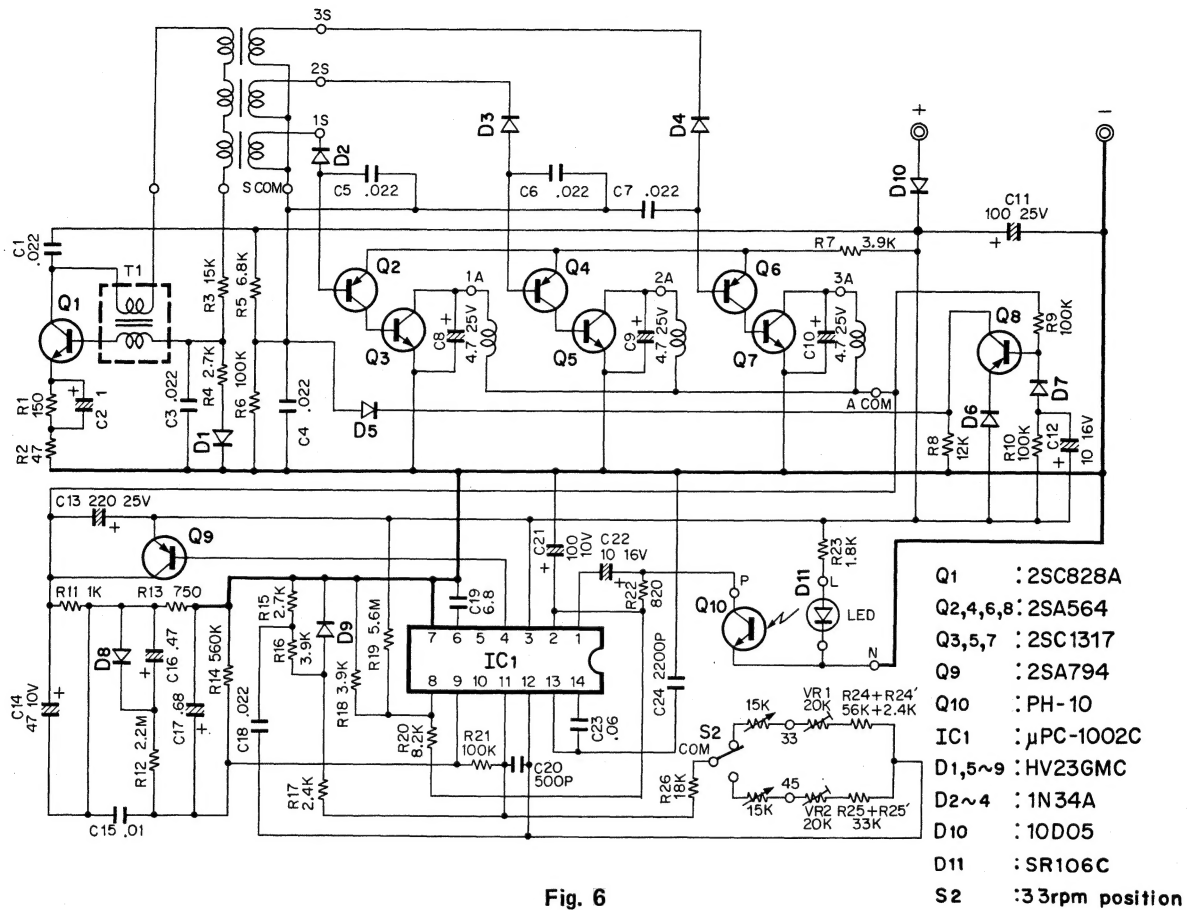 3S
2S
1S
D2
D3
D4
+
−
D10
S COM
C5 .022
C6 .022
C7 .022
C11
100 25V
+
C1
.022
T1
R3 15K
R5 6.8K
R7 3.9K
Q1
Q2
Q3
Q4
Q5
Q6
Q7
Q8
1A
2A
3A
+
C8
4.7 25V
+
C9
4.7 25V
+
C10
4.7 25V
R9
100K
D7
R1
150
+
C2 1
R2
47
C3 .022
R4 2.7K
R6 100K
D1
C4 .022
D5
A COM
R8
12K
D6
R10
100K
C12
10 16V
+
C13 220 25V
+
Q9
C21
100
10V
+
C22
10 16V
+
R23
1.8K
R11 1K
R13 750
R15
2.7K
R16
3.9K
D9
R19 5.6M
C19
6.8
R22
820
P
Q10
D11
L
LED
N
7 6 5 4 3 2 1
IC1
8 9 10 11 12 13 14
D8
C16 .47
+
R14 560K
C14
47 10V
+
C17 .68
+
R12 2.2M
C18 .022
R18 3.9K
R20
8.2K
R21
100K
C20
500P
C23
.06
C24 2200P
R17
2.4K
R26
18K
C15 .01
S2
COM
15K
33
VR1
20K
R24+R24'
56K+2.4K
15K
45
VR2
20K
R25+R25'
33K
Q1 :2SC828A
Q2,4,6,8:2SA564
Q3,5,7 :2SC1317
Q9 :2SA794
Q10 :PH-10
IC1 :μPC-1002C
D1,5~9:HV23GMC
D2~4 :1N34A
D10 :10D05
D11 :SR106C
S2 :33rpm position
Fig. 6